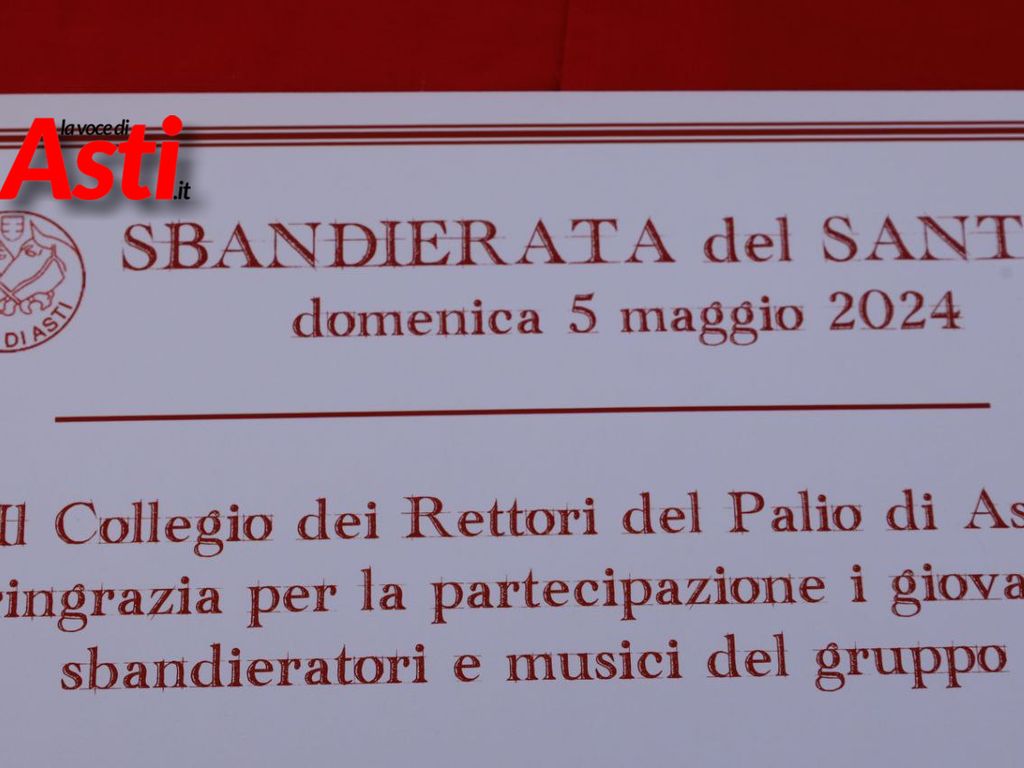 la voce di
Asti.it
SBANDIERATA del SANT
domenica 5 maggio 2024
DI ASTI
Il Collegio dei Rettori del Palio di As
ringrazia per la partecipazione i giova
sbandieratori e musici del gruppo